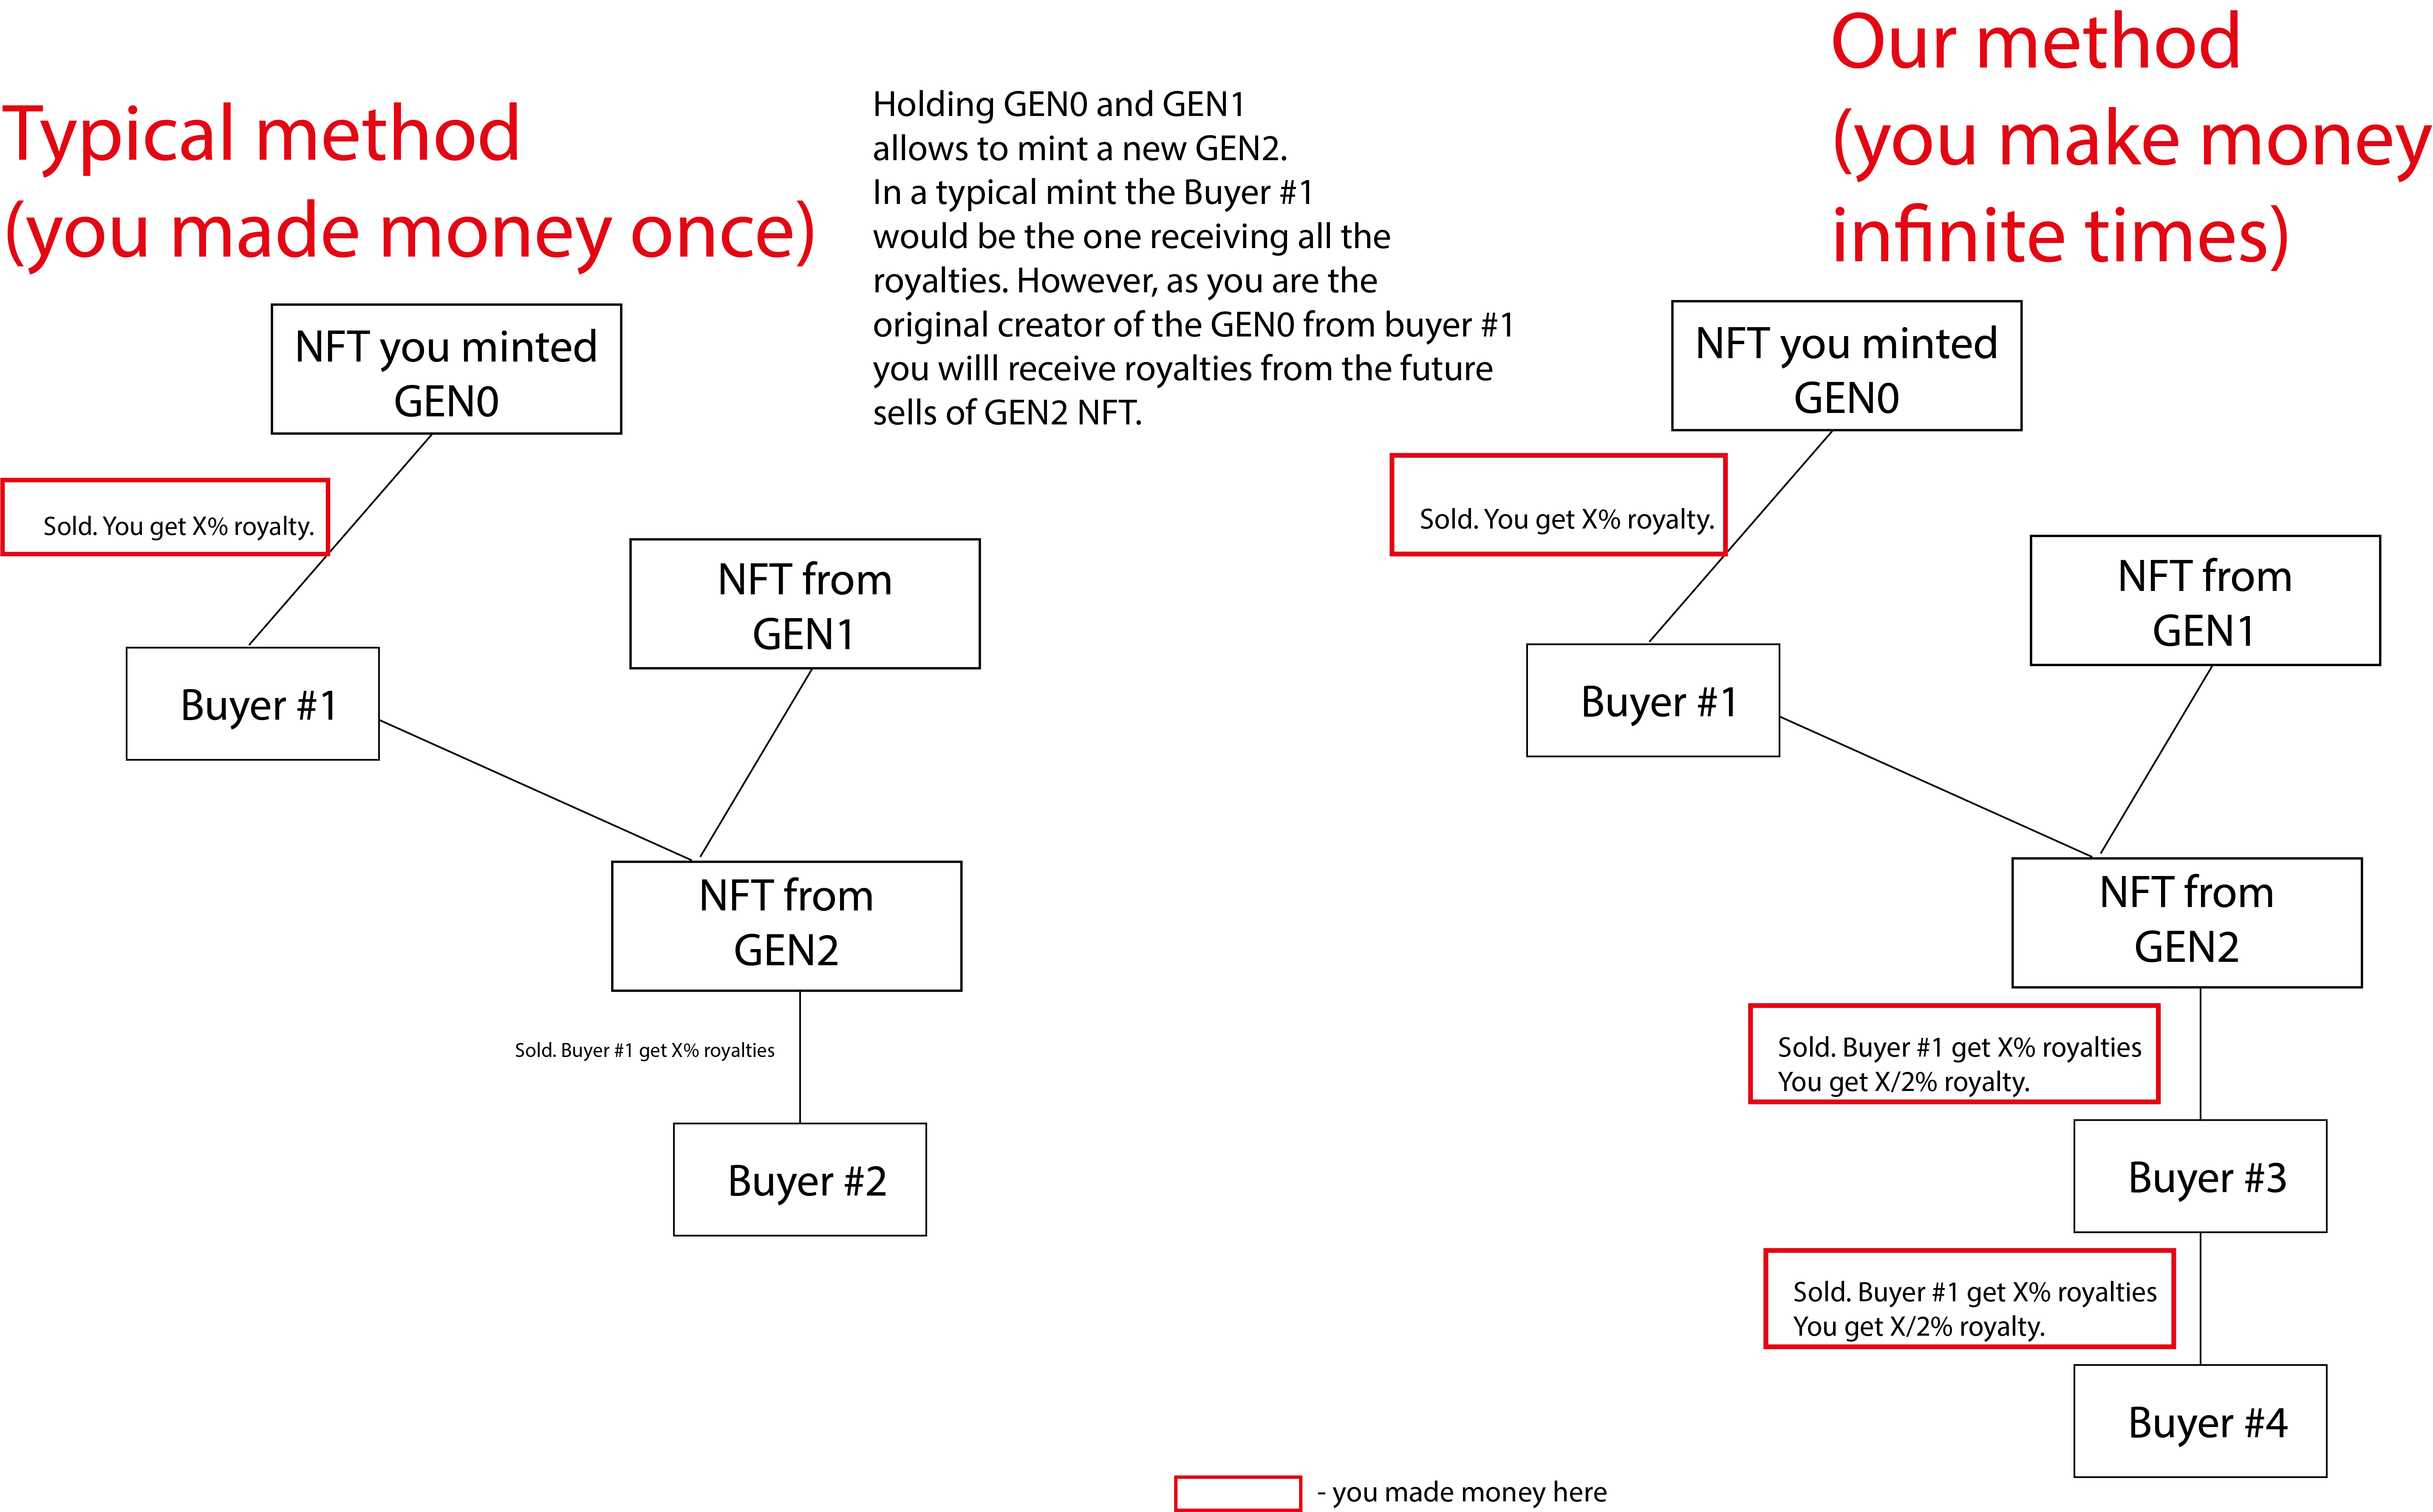 Typical method
(you made money once)
Holding GEN0 and GEN1
allows to mint a new GEN2.
In a typical mint the Buyer #1
would be the one receiving all the
royalties. However, as you are the
original creator of the GEN0 from buyer #1
you willl receive royalties from the future
sells of GEN2 NFT.
Our method
(you make money
infinite times)
NFT you minted
GEN0
Sold. You get X% royalty.
NFT from
GEN1
Buyer #1
NFT from
GEN2
Sold. Buyer #1 get X% royalties
Buyer #2
NFT you minted
GEN0
Sold. You get X% royalty.
NFT from
GEN1
Buyer #1
NFT from
GEN2
Sold. Buyer #1 get X% royalties
You get X/2% royalty.
Buyer #3
Sold. Buyer #1 get X% royalties
You get X/2% royalty.
Buyer #4
- you made money here